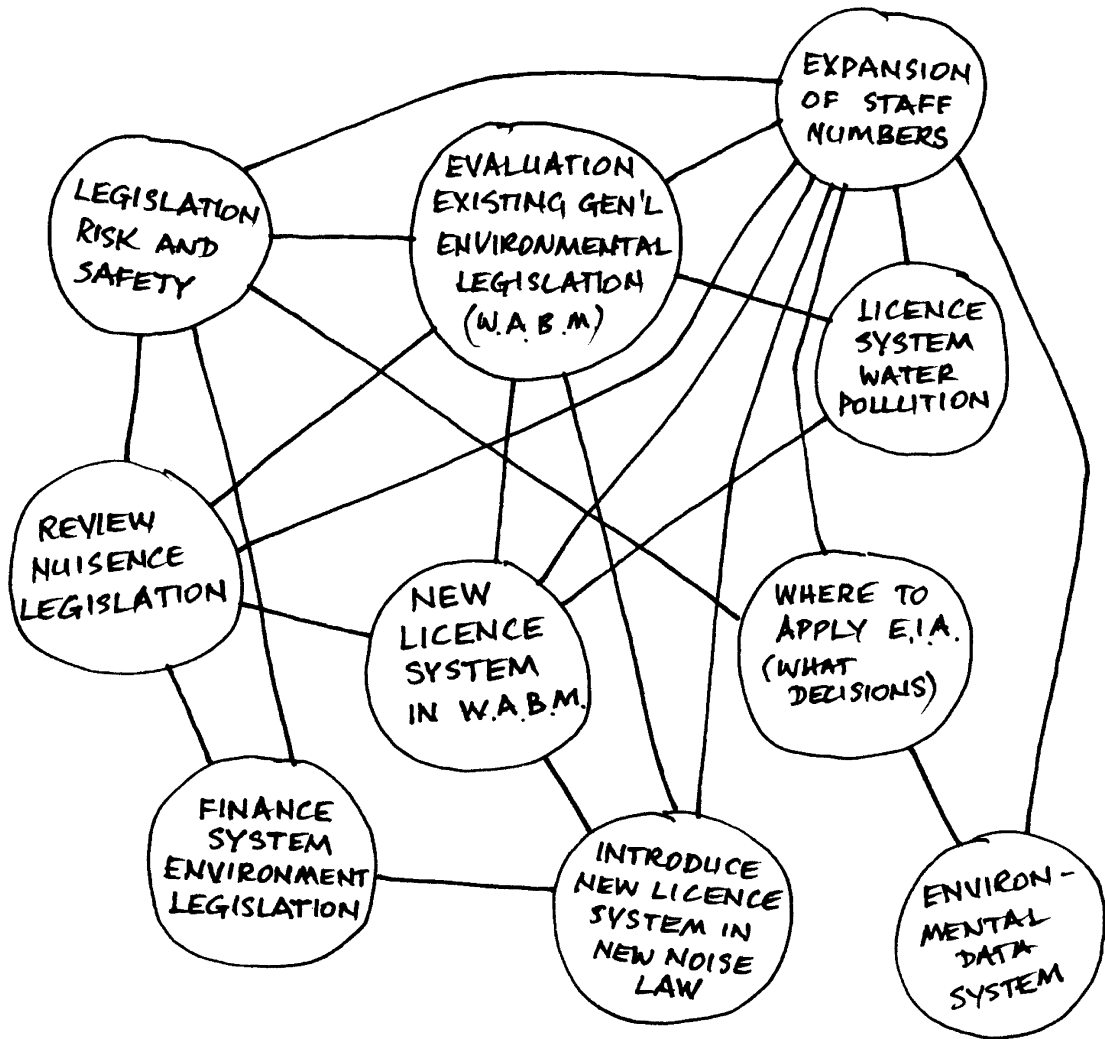 EXPANSION
OF STAFF
NUMBERS
LEGISLATION
RISK AND
SAFETY
EVALUATION
EXISTING GEN'L
ENVIRONMENTAL
LEGISLATION
(W.A.B.M)
LICENCE
SYSTEM
WATER
POLLUTION
REVIEW
NUISENCE
LEGISLATION
NEW
LICENCE
SYSTEM
IN W.A.B.M.
WHERE TO
APPLY E.I.A.
(WHAT
DECISIONS)
FINANCE
SYSTEM
ENVIRONMENT
LEGISLATION
INTRODUCE
NEW LICENCE
SYSTEM IN
NEW NOISE
LAW
ENVIRON-
MENTAL
DATA
SYSTEM